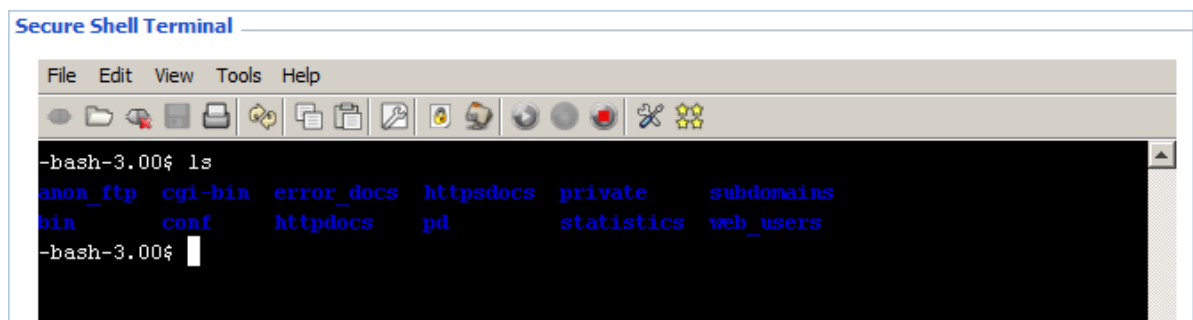 Secure Shell Terminal
File Edit View Tools Help
-bash-3.00$ ls
anon_ftp cgi-bin error_docs httpsdocs private subdomains
bin conf httpdocs pd statistics web_users
-bash-3.00$